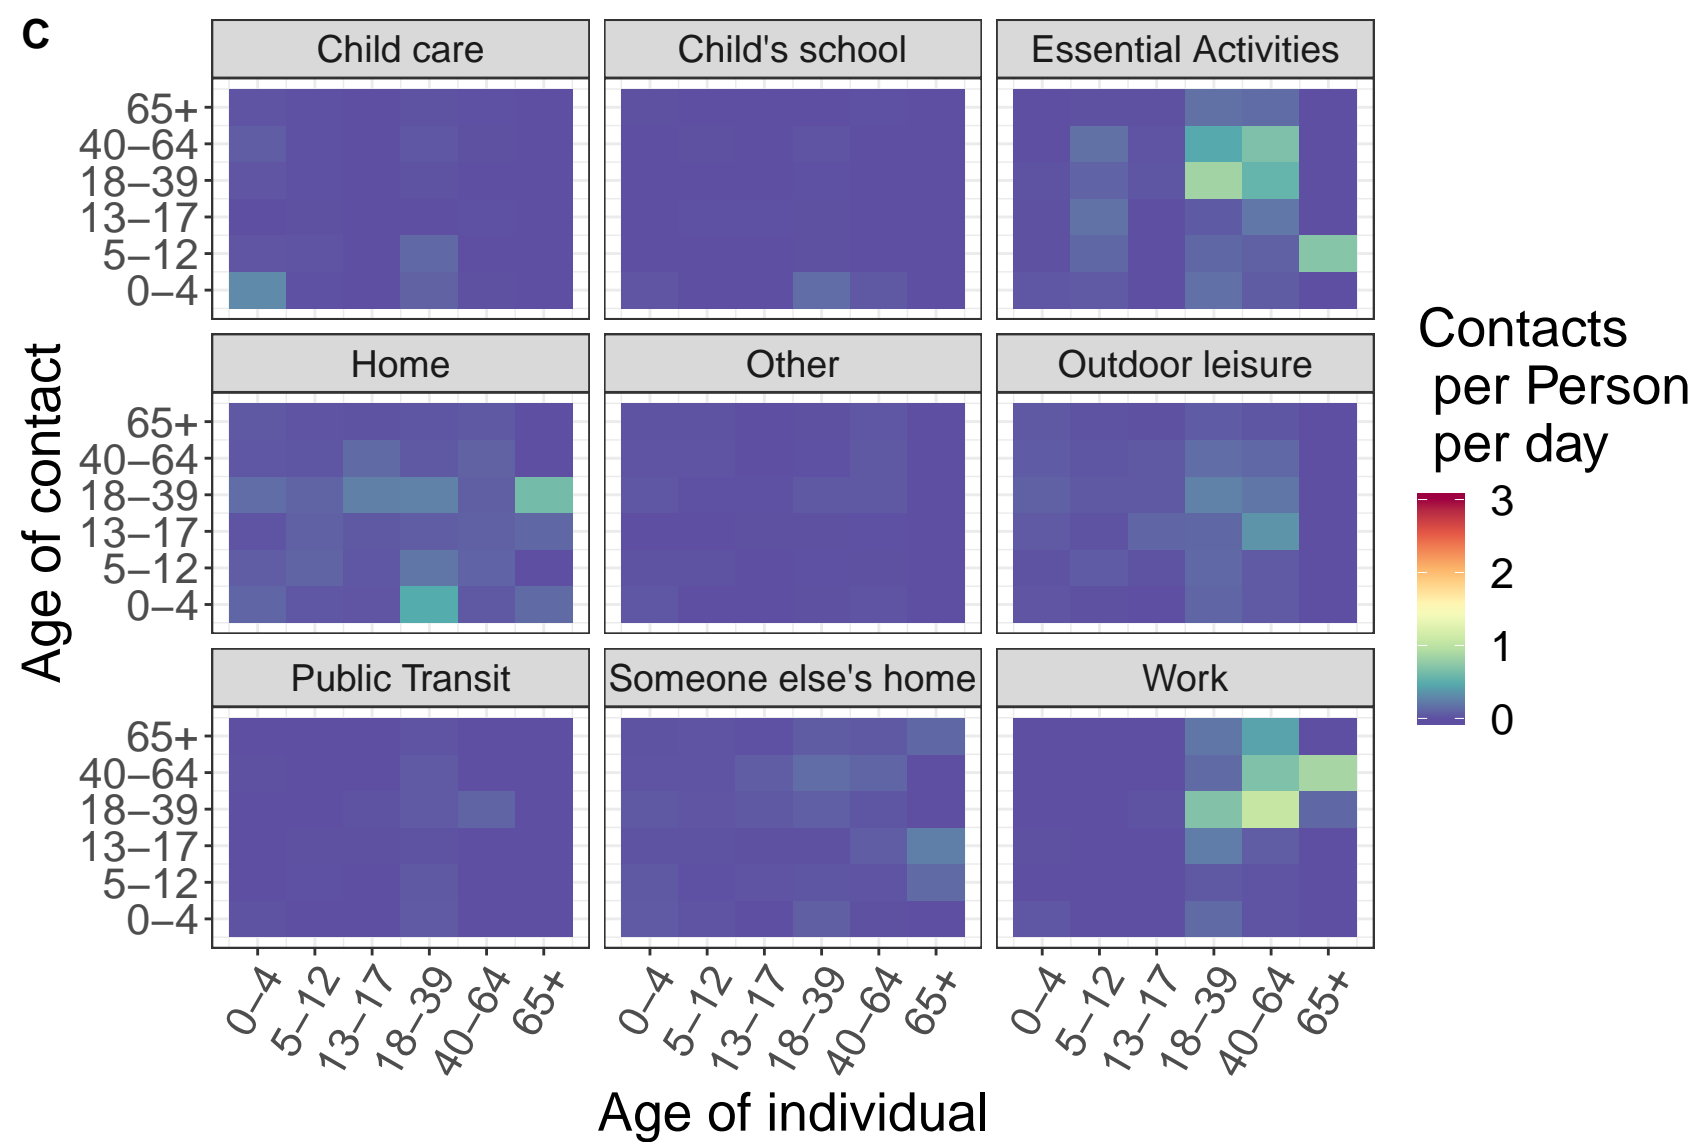 C
Child care
Child's school
Essential Activities
65+
40–64
18–39
13–17
5–12
0–4
Home
Other
Outdoor leisure
65+
40–64
18–39
13–17
5–12
0–4
Public Transit
Someone else's home
Work
65+
40–64
18–39
13–17
5–12
0–4
0–4
5–12
13–17
18–39
40–64
65+
0–4
5–12
13–17
18–39
40–64
65+
0–4
5–12
13–17
18–39
40–64
65+
Age of contact
Age of individual
Contacts
per Person
per day
3
2
1
0